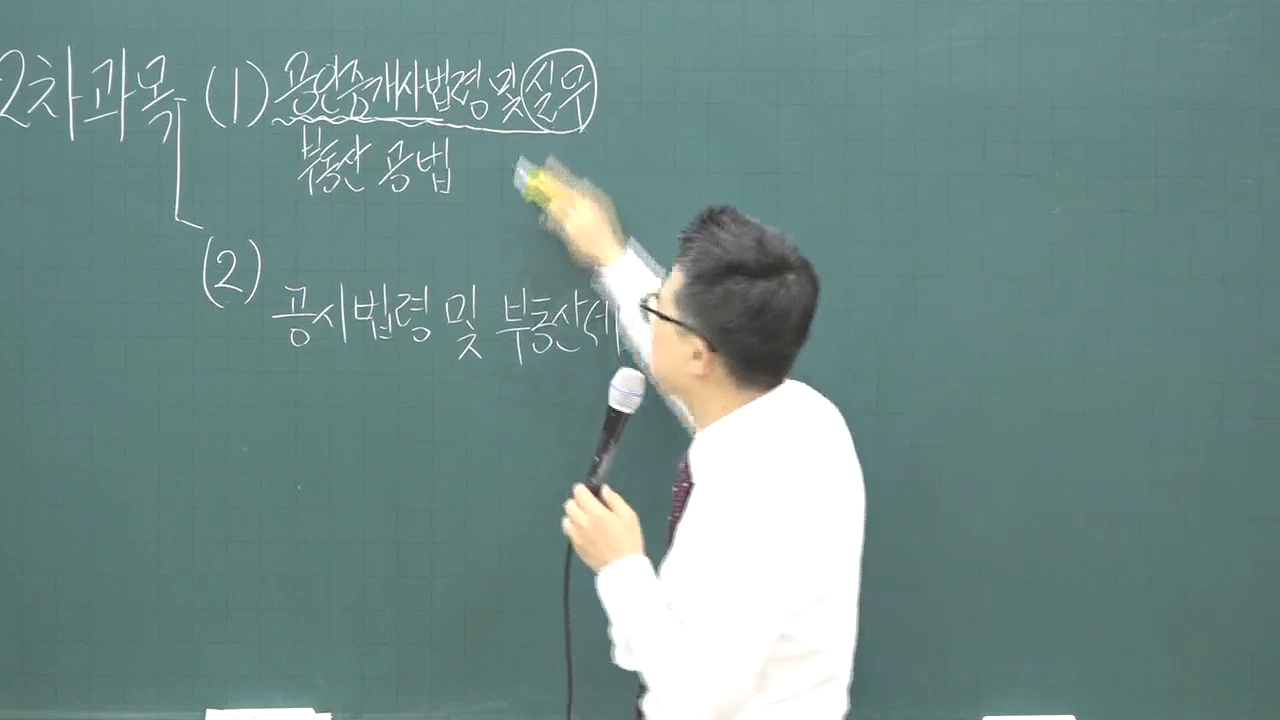 2차과목 (1) 공인중개사법령 및 실무
부동산 공법
(2)
공시법령 및 부동산세